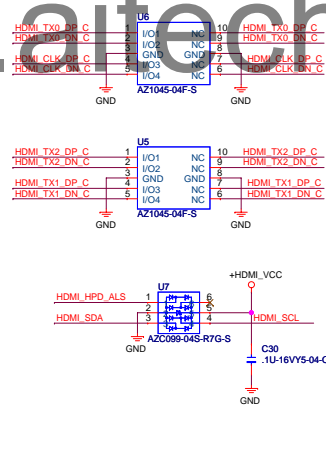 .aitech
U6
HDMI_TX0_DP_C 1 I/O1 NC 10 HDMI_TX0_DP_C
HDMI_TX0_DN_C 2 I/O2 NC 9 HDMI_TX0_DN_C
3 GND GND 8
HDMI_CLK_DP_C 4 I/O3 NC 7 HDMI_CLK_DP_C
HDMI_CLK_DN_C 5 I/O4 NC 6 HDMI_CLK_DN_C
AZ1045-04F-S
GND GND
U5
HDMI_TX2_DP_C 1 I/O1 NC 10 HDMI_TX2_DP_C
HDMI_TX2_DN_C 2 I/O2 NC 9 HDMI_TX2_DN_C
3 GND GND 8
HDMI_TX1_DP_C 4 I/O3 NC 7 HDMI_TX1_DP_C
HDMI_TX1_DN_C 5 I/O4 NC 6 HDMI_TX1_DN_C
AZ1045-04F-S
GND GND
+HDMI_VCC
U7
HDMI_HPD_ALS 1 6
2 5
HDMI_SDA 3 4 HDMI_SCL
AZC099-04S-R7G-S
GND
C30
.1U-16VY5-04-
GND